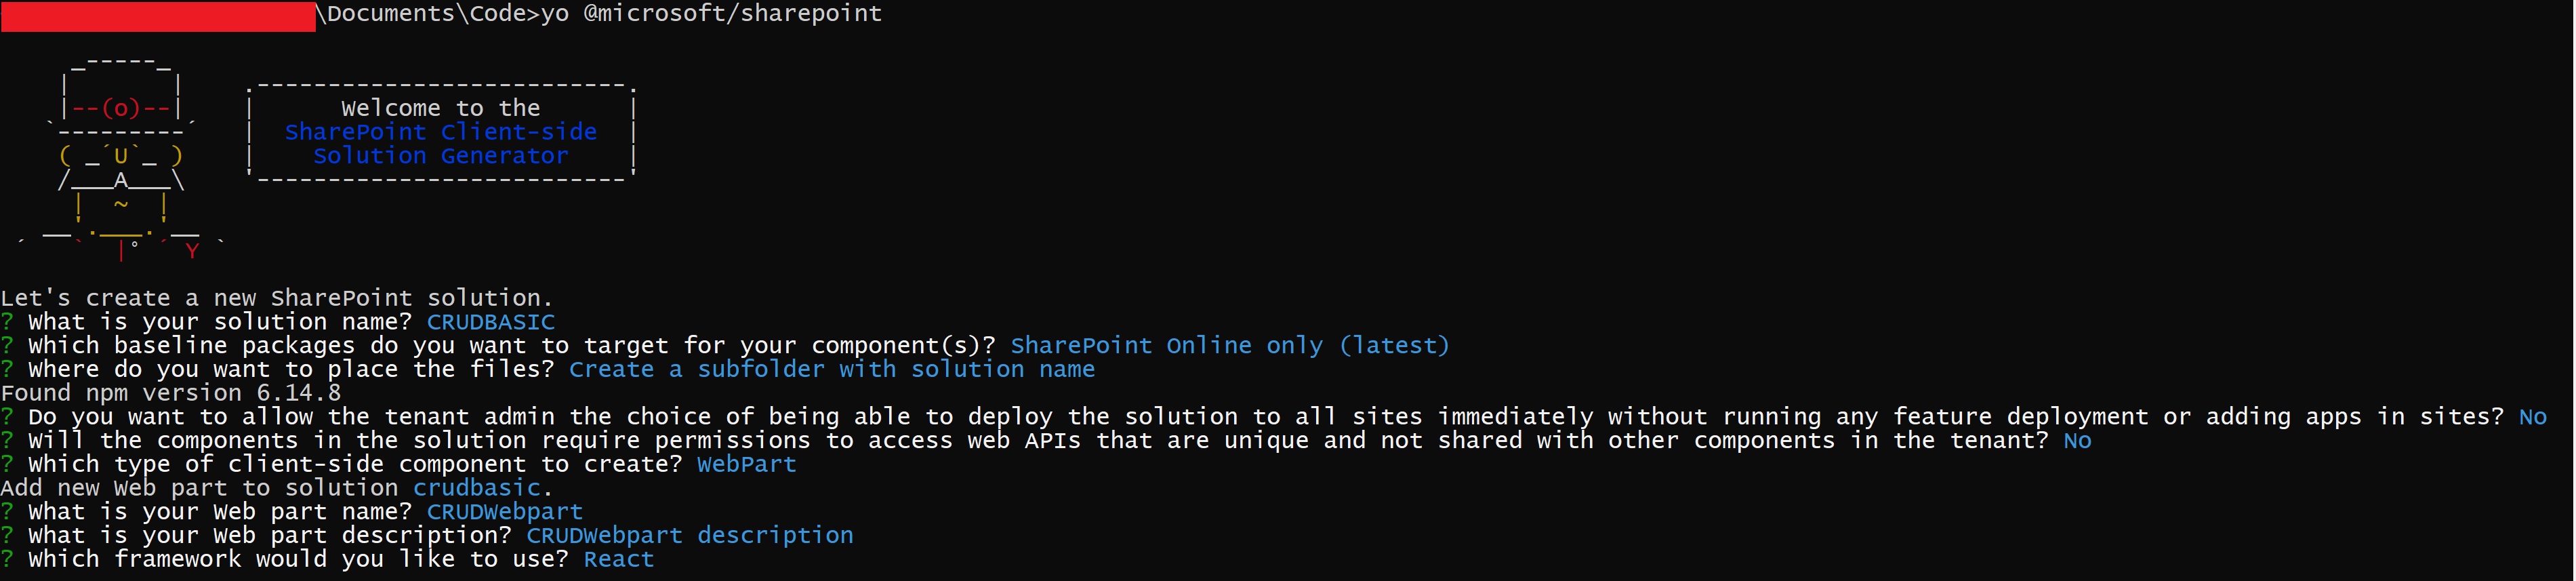 \Documents\Code>yo @microsoft/sharepoint
Welcome to the
SharePoint Client-side
Solution Generator
Let's create a new SharePoint solution.
? What is your solution name? CRUDBASIC
? Which baseline packages do you want to target for your component(s)? SharePoint Online only (latest)
? Where do you want to place the files? Create a subfolder with solution name
Found npm version 6.14.8
? Do you want to allow the tenant admin the choice of being able to deploy the solution to all sites immediately without running any feature deployment or adding apps in sites? No
? Will the components in the solution require permissions to access web APIs that are unique and not shared with other components in the tenant? No
? Which type of client-side component to create? WebPart
Add new Web part to solution crudbasic.
? What is your Web part name? CRUDWebpart
? What is your Web part description? CRUDWebpart description
? Which framework would you like to use? React